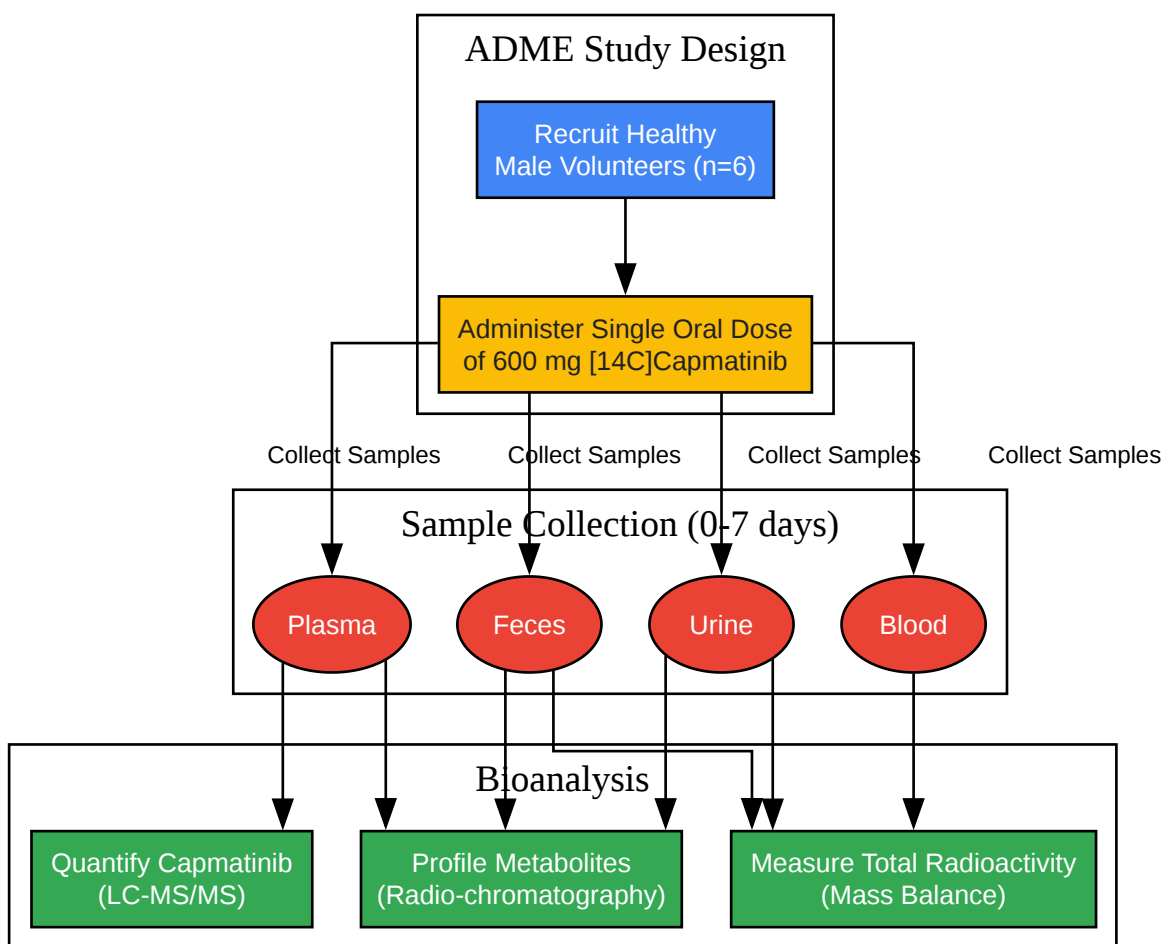 ADME Study Design
Recruit Healthy
Male Volunteers (n=6)
Administer Single Oral Dose
of 600 mg [14C]Capmatinib
Collect Samples
Collect Samples
Collect Samples
Collect Samples
Sample Collection (0-7 days)
Plasma
Feces
Urine
Blood
Bioanalysis
Quantify Capmatinib
(LC-MS/MS)
Profile Metabolites
(Radio-chromatography)
Measure Total Radioactivity
(Mass Balance)